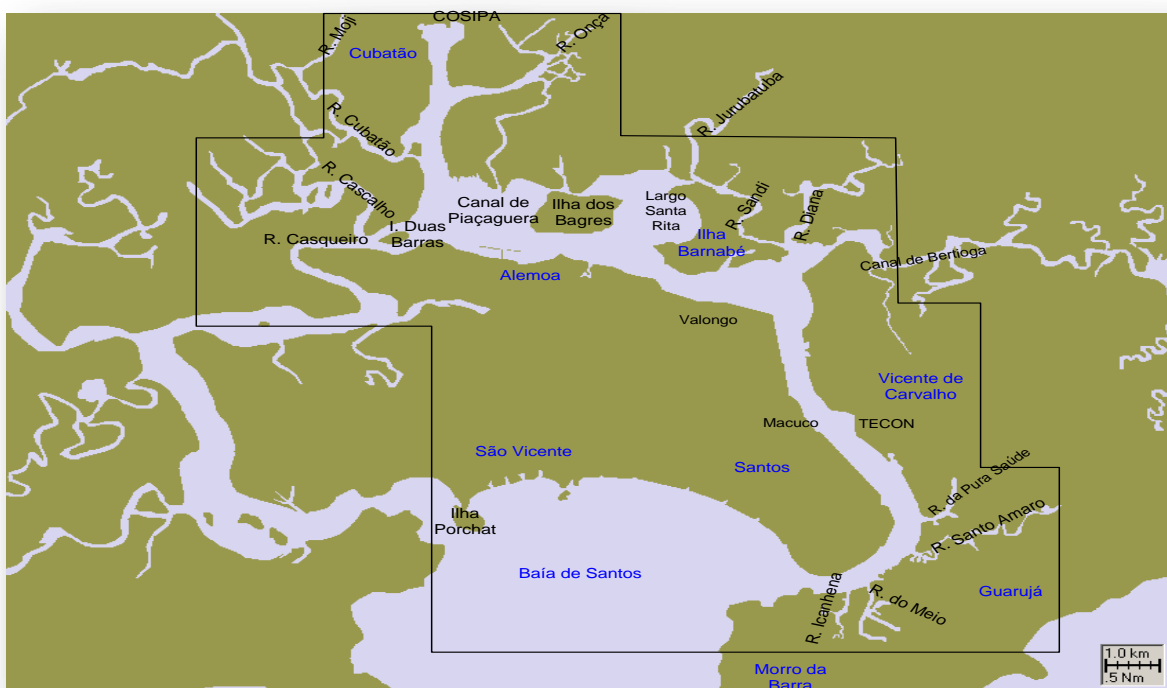 COSIPA
R. Moji
Cubatão
R. Onça
R. Cubatão
R. Jurubatuba
R. Cascalho
Canal de
Piaçaguera
Ilha dos
Bagres
Largo
Santa
Rita
R. Sandi
R. Diana
I. Duas
Barras
R. Casqueiro
Ilha
Barnabé
Canal de Bertioga
Alemoa
Valongo
Vicente de
Carvalho
Macuco
TECON
São Vicente
Santos
R. da Pura Saúde
Ilha
Porchat
R. Santo Amaro
Baía de Santos
R. Icanhena
R. do Meio
Guarujá
Morro da
Barra
1.0 km
.5 Nm